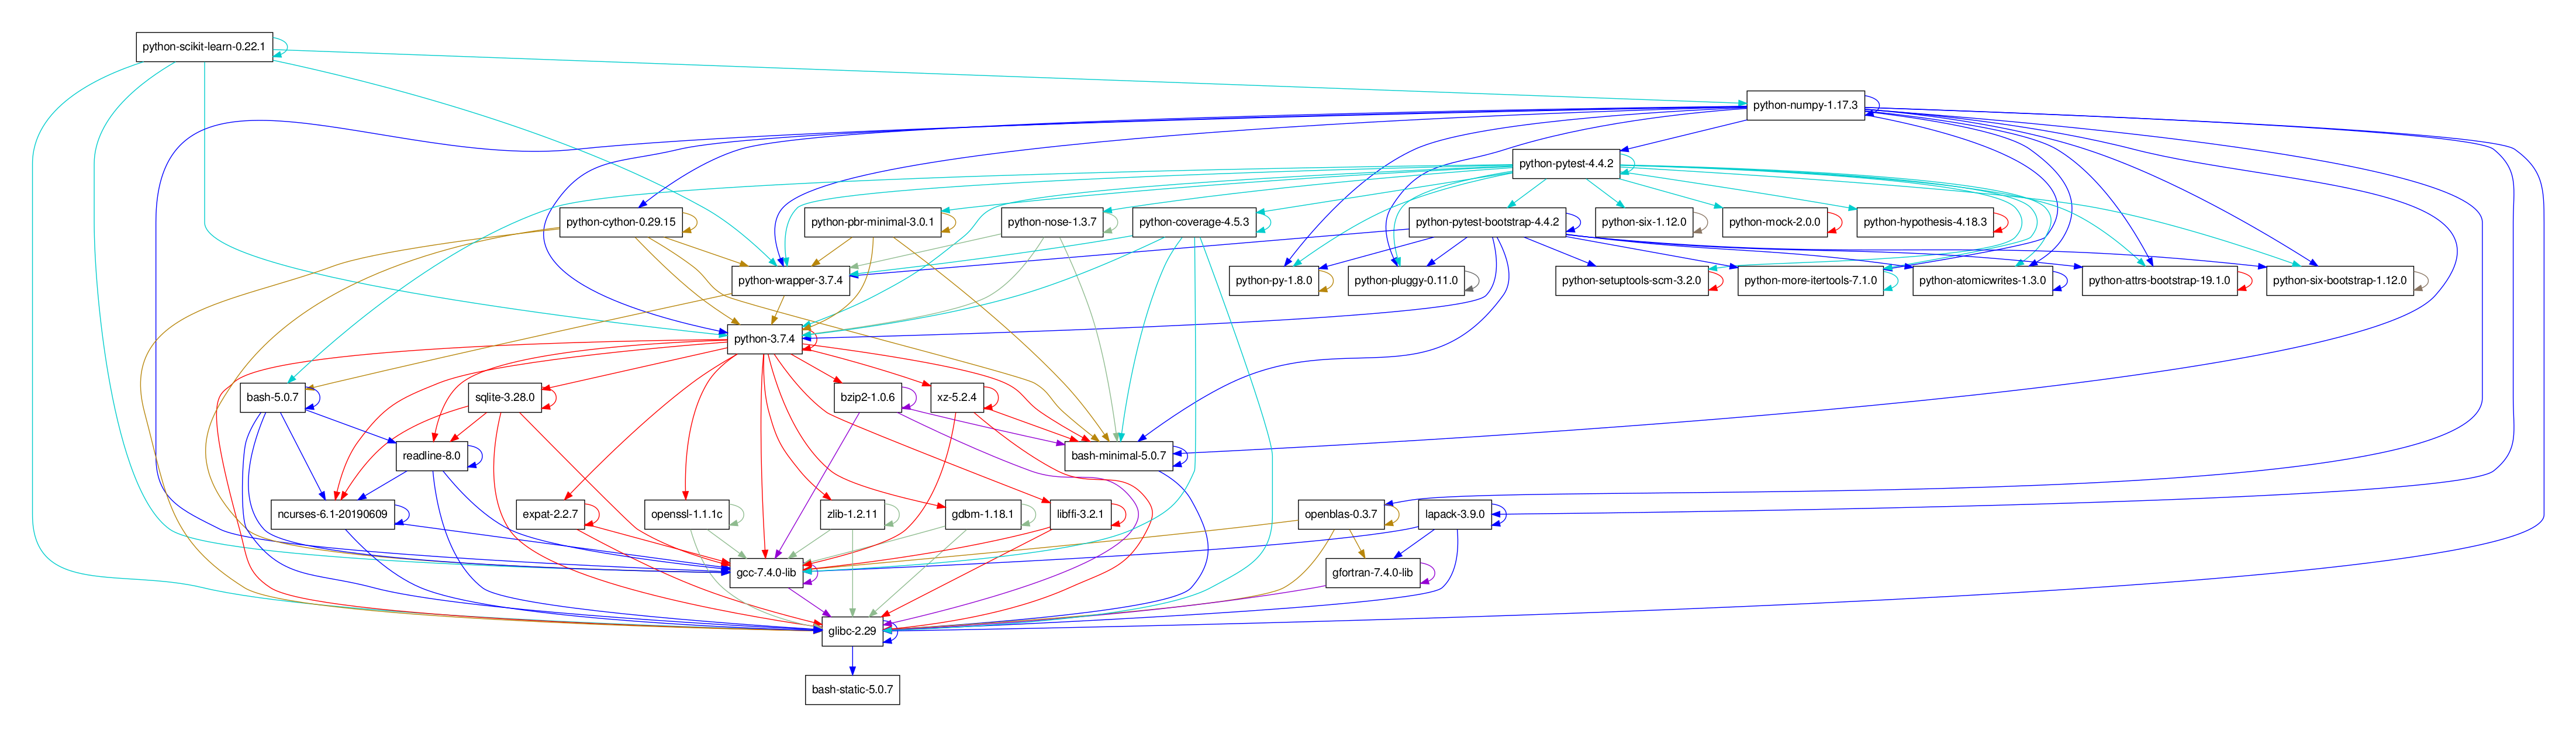 python-scikit-learn-0.22.1
python-numpy-1.17.3
python-pytest-4.4.2
python-cython-0.29.15
python-pbr-minimal-3.0.1
python-nose-1.3.7
python-coverage-4.5.3
python-pytest-bootstrap-4.4.2
python-six-1.12.0
python-mock-2.0.0
python-hypothesis-4.18.3
python-wrapper-3.7.4
python-py-1.8.0
python-pluggy-0.11.0
python-setuptools-scm-3.2.0
python-more-itertools-7.1.0
python-atomicwrites-1.3.0
python-attrs-bootstrap-19.1.0
python-six-bootstrap-1.12.0
python-3.7.4
bash-5.0.7
sqlite-3.28.0
bzip2-1.0.6
xz-5.2.4
readline-8.0
bash-minimal-5.0.7
ncurses-6.1-20190609
expat-2.2.7
openssl-1.1.1c
zlib-1.2.11
gdbm-1.18.1
libffi-3.2.1
openblas-0.3.7
lapack-3.9.0
gcc-7.4.0-lib
gfortran-7.4.0-lib
glibc-2.29
bash-static-5.0.7